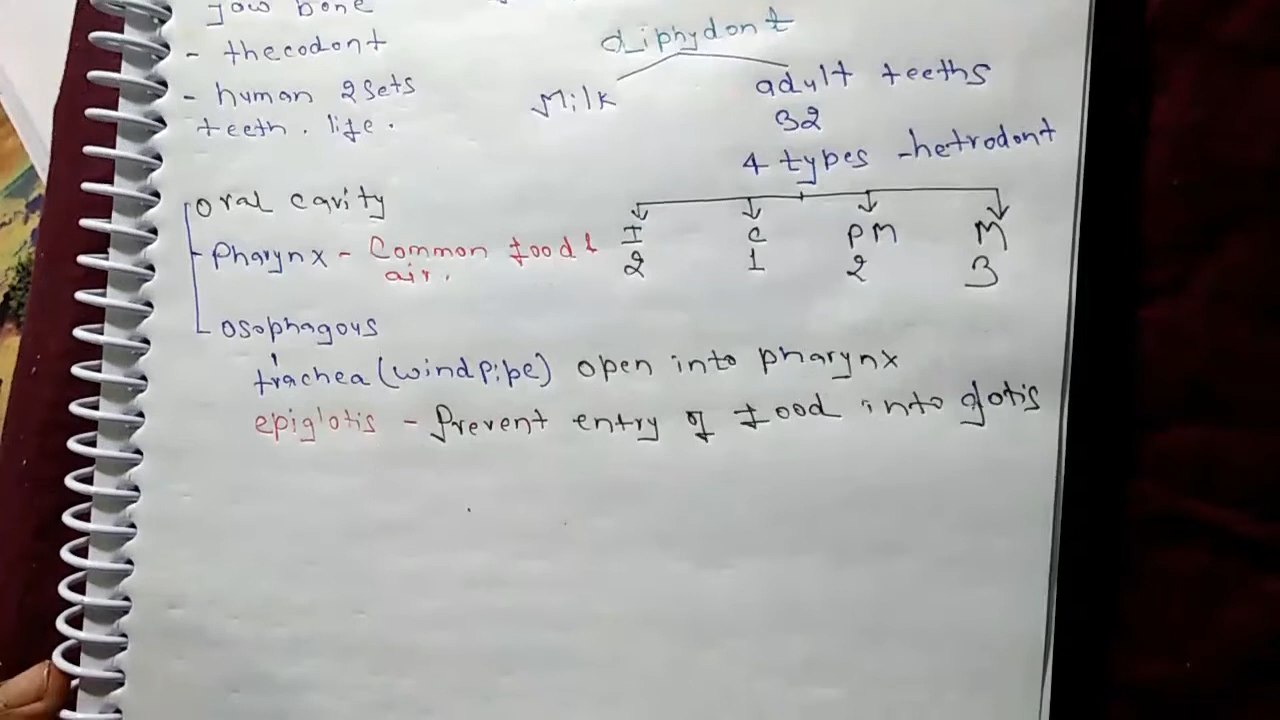 jaw bone
- thecodont
- human 2 sets
teeth. life.
diphydont
Milk
adult teeths
32
4 types - hetrodont
I C PM M
2 1 2 3
oral cavity
Pharynx - Common food &
air.
osophagous
trachea (windpipe) open into pharynx
epiglotis - Prevent entry of food into glotis